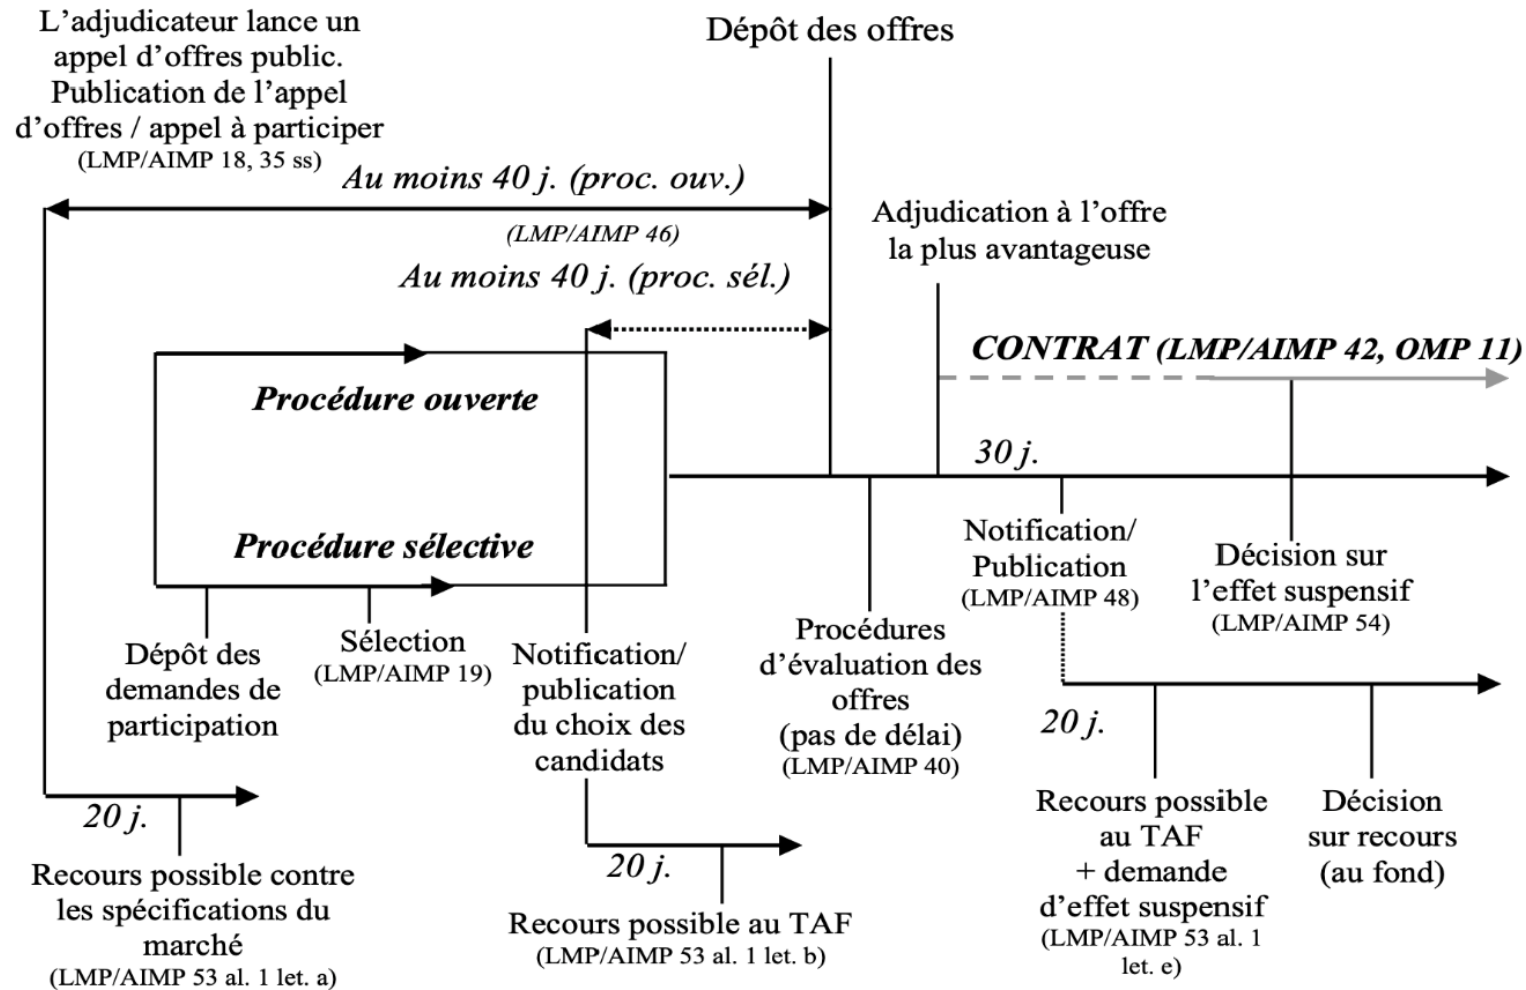 L’adjudicateur lance un
appel d’offres public.
Publication de l’appel
d’offres / appel à participer
(LMP/AIMP 18, 35 ss)
Dépôt des offres
Au moins 40 j. (proc. ouv.)
(LMP/AIMP 46)
Au moins 40 j. (proc. sél.)
Adjudication à l’offre
la plus avantageuse
CONTRAT (LMP/AIMP 42, OMP 11)
Procédure ouverte
30 j.
Procédure sélective
Dépôt des
demandes de
participation
Sélection
(LMP/AIMP 19)
Notification/
publication
du choix des
candidats
Procédures
d’évaluation des
offres
(pas de délai)
(LMP/AIMP 40)
Notification/
Publication
(LMP/AIMP 48)
Décision sur
l’effet suspensif
(LMP/AIMP 54)
20 j.
Recours possible contre
les spécifications du
marché
(LMP/AIMP 53 al. 1 let. a)
20 j.
Recours possible au TAF
(LMP/AIMP 53 al. 1 let. b)
20 j.
Recours possible
au TAF
+ demande
d’effet suspensif
(LMP/AIMP 53 al. 1
let. e)
Décision
sur recours
(au fond)